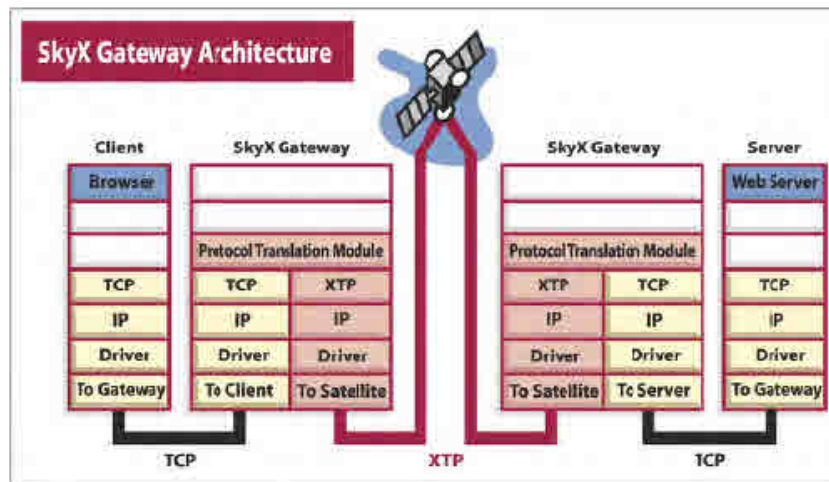 SkyX Gateway Architecture
Client SkyX Gateway SkyX Gateway Server
Browser Web Server
Protocol Translation Module Protocol Translation Module
TCP TCP XTP XTP TCP TCP
IP IP IP IP IP IP
Driver Driver Driver Driver Driver Driver
To Gateway To Client To Satellite To Satellite To Server To Gateway
TCP XTP TCP